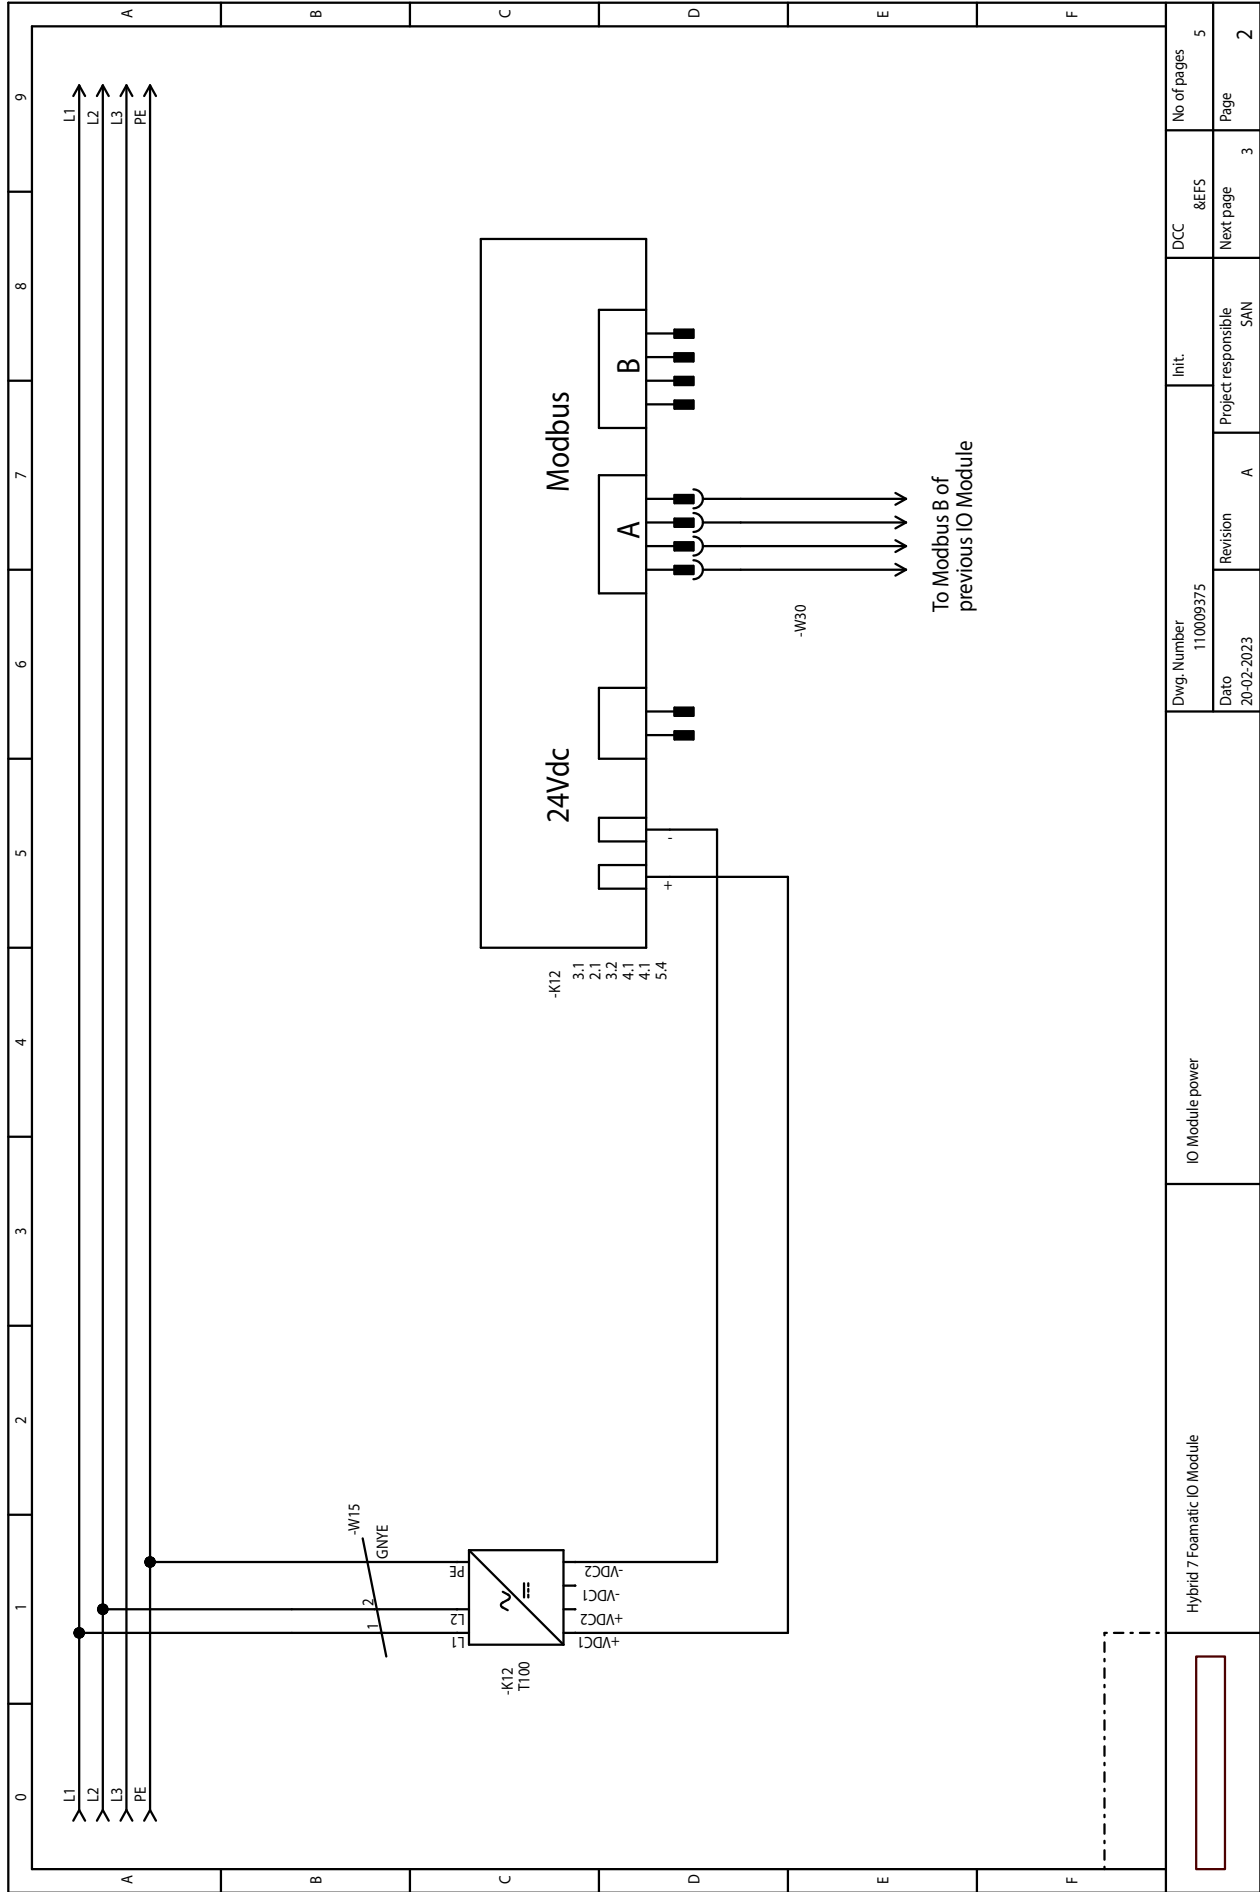 0 1 2 3 4 5 6 7 8 9
A A
L1 L1
L2 L2
L3 L3
PE PE
B B
-W15
1 2 GNYE
C C
L1 L2 PE
-K12
T100
+VDC1 +VDC2 -VDC1 -VDC2
-K12
3.1
2.1
3.2
4.1
4.1
5.4
24Vdc
Modbus
A
B
+
-
D D
-W30
E E
To Modbus B of
previous IO Module
F F
Hybrid 7 Foamatic IO Module
IO Module power
Dwg. Number
110009375
Init.
DCC
&EFS
No of pages
5
Dato
20-02-2023
Revision
A
Project responsible
SAN
Next page
3
Page
2